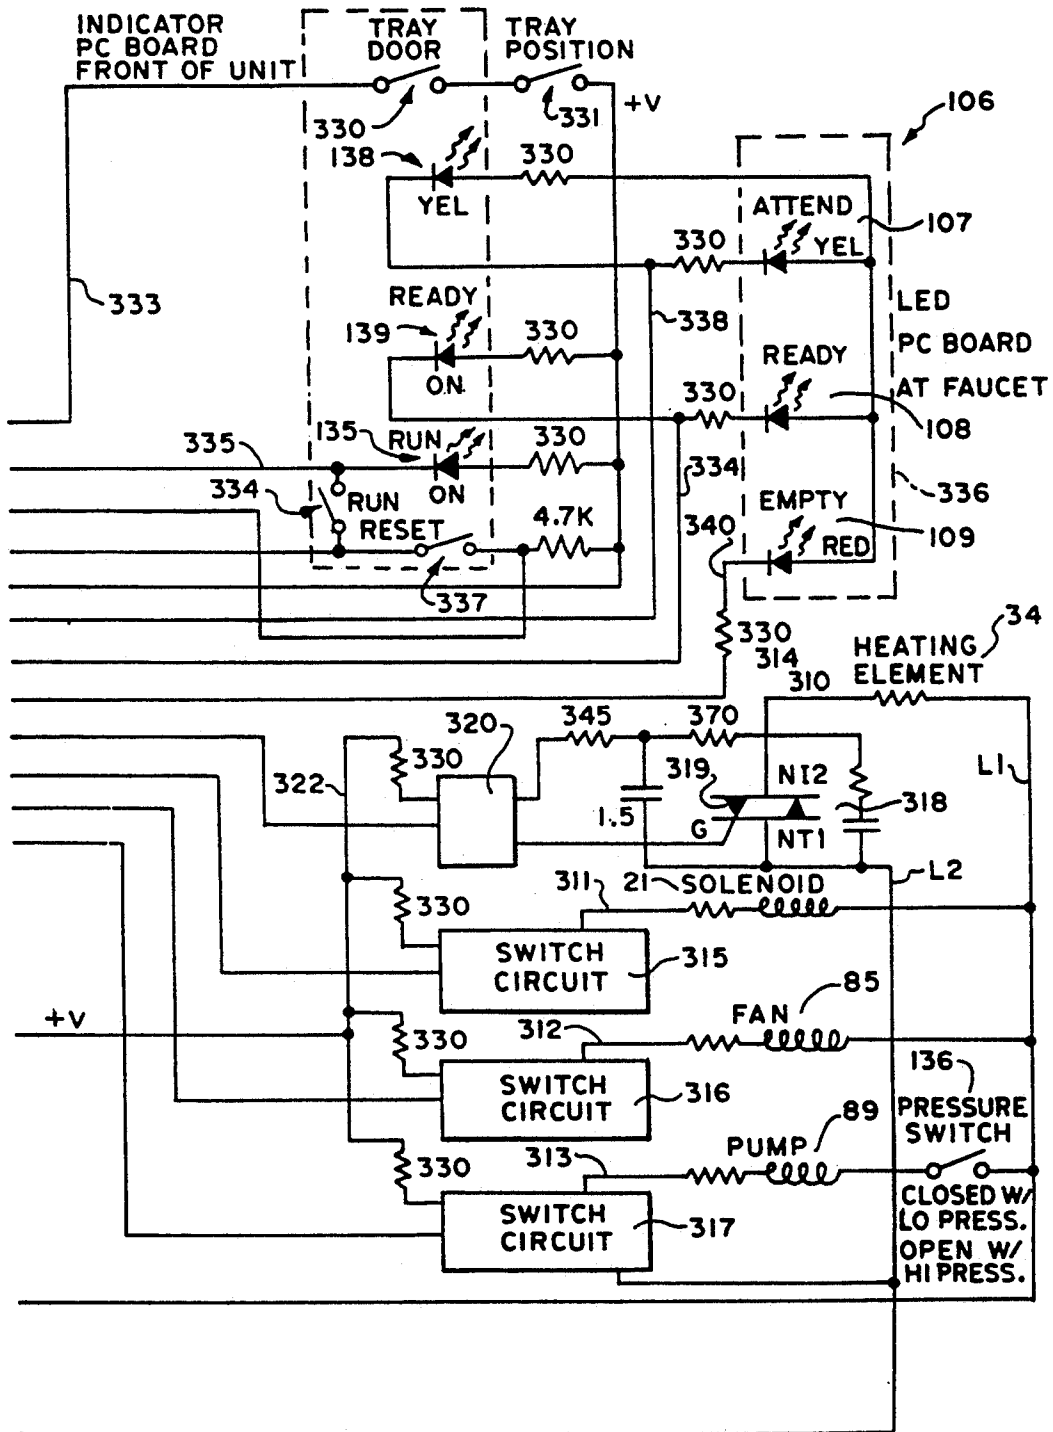 INDICATOR
PC BOARD
FRONT OF UNIT
TRAY
DOOR
TRAY
POSITION
330
331
+V
106
138
YEL
330
ATTEND
YEL
107
330
333
READY
139
ON
330
338
LED
PC BOARD
AT FAUCET
READY
330
108
335
135
RUN
ON
330
334
336
334
RUN
RESET
4.7K
340
EMPTY
RED
109
337
330
314
310
HEATING
ELEMENT
34
320
345
370
322
330
319
NI2
L1
1.5
G
NT1
318
L2
311
21
SOLENOID
330
SWITCH
CIRCUIT
315
+V
312
FAN
85
330
SWITCH
CIRCUIT
316
136
PRESSURE
SWITCH
313
PUMP
89
330
SWITCH
CIRCUIT
317
CLOSED W/
LO PRESS.
OPEN W/
HI PRESS.